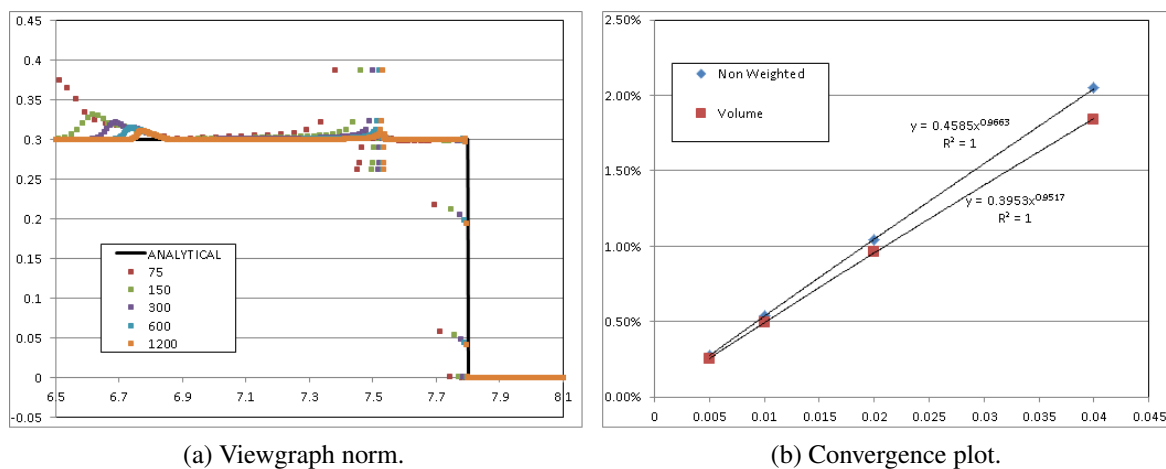 0.45
0.4
0.35
0.3
0.25
0.2
0.15
0.1
0.05
0
-0.05
6.5 6.7 6.9 7.1 7.3 7.5 7.7 7.9 8.1
ANALYTICAL
75
150
300
600
1200
(a) Viewgraph norm.
2.50%
2.00%
1.50%
1.00%
0.50%
0.00%
0 0.005 0.01 0.015 0.02 0.025 0.03 0.035 0.04 0.045
Non Weighted
Volume
y = 0.4585x^0.9663
R² = 1
y = 0.3953x^0.9517
R² = 1
(b) Convergence plot.